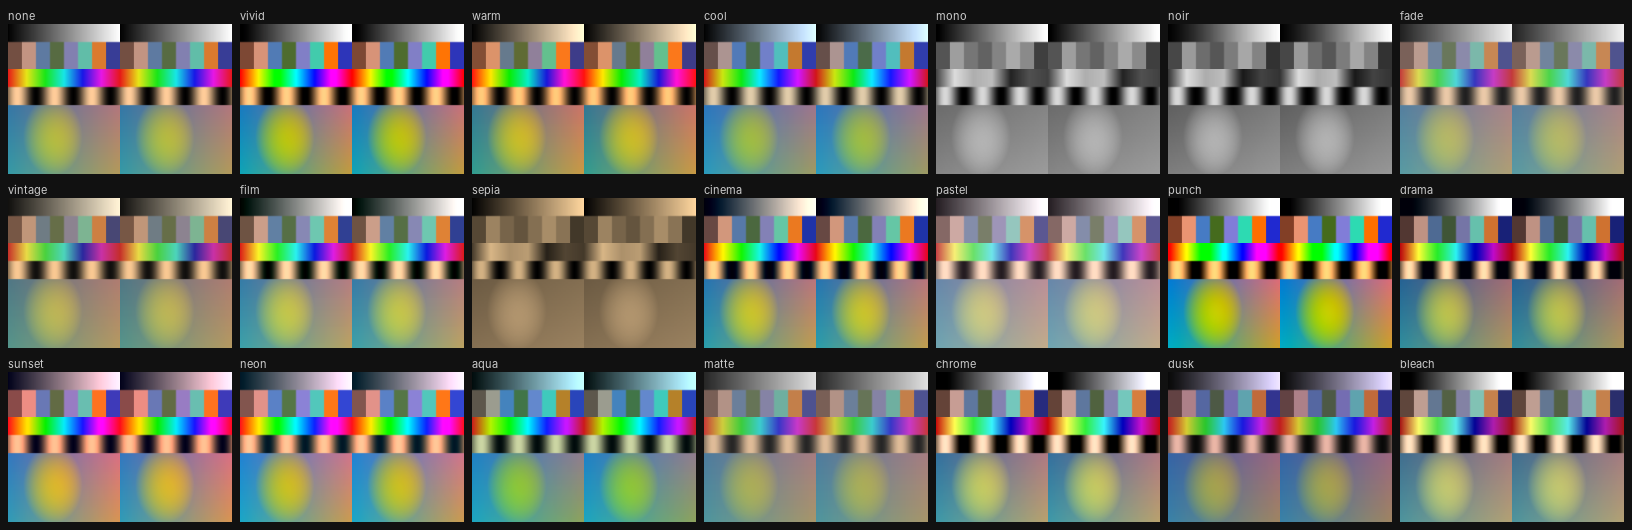 none
vivid
warm
cool
mono
noir
fade
vintage
film
sepia
cinema
pastel
punch
drama
sunset
neon
aqua
matte
chrome
dusk
bleach